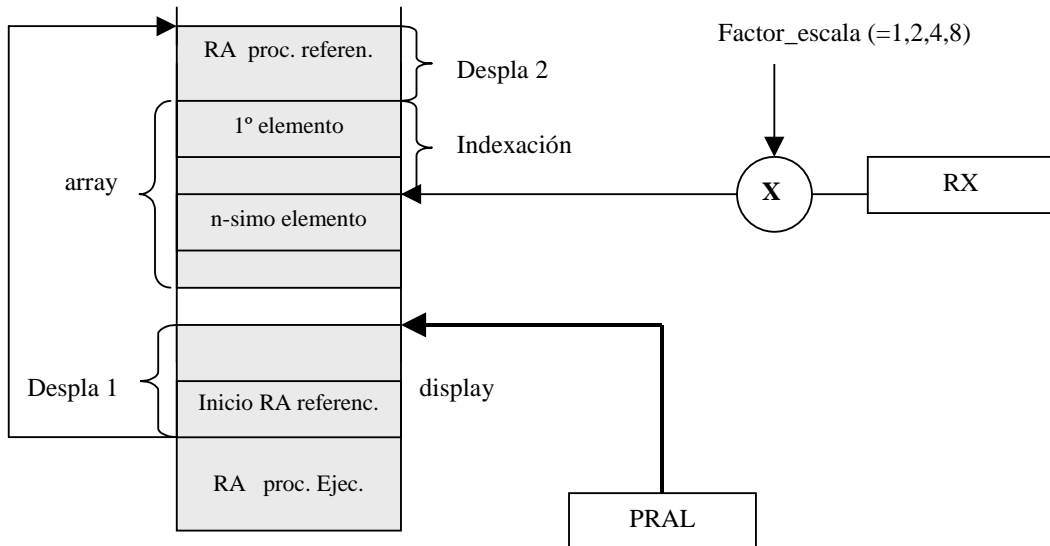 RA proc. referen.
Despla 2
Factor_escala (=1,2,4,8)
1º elemento
Indexación
array
X
RX
n-simo elemento
Despla 1
display
Inicio RA referenc.
RA proc. Ejec.
PRAL